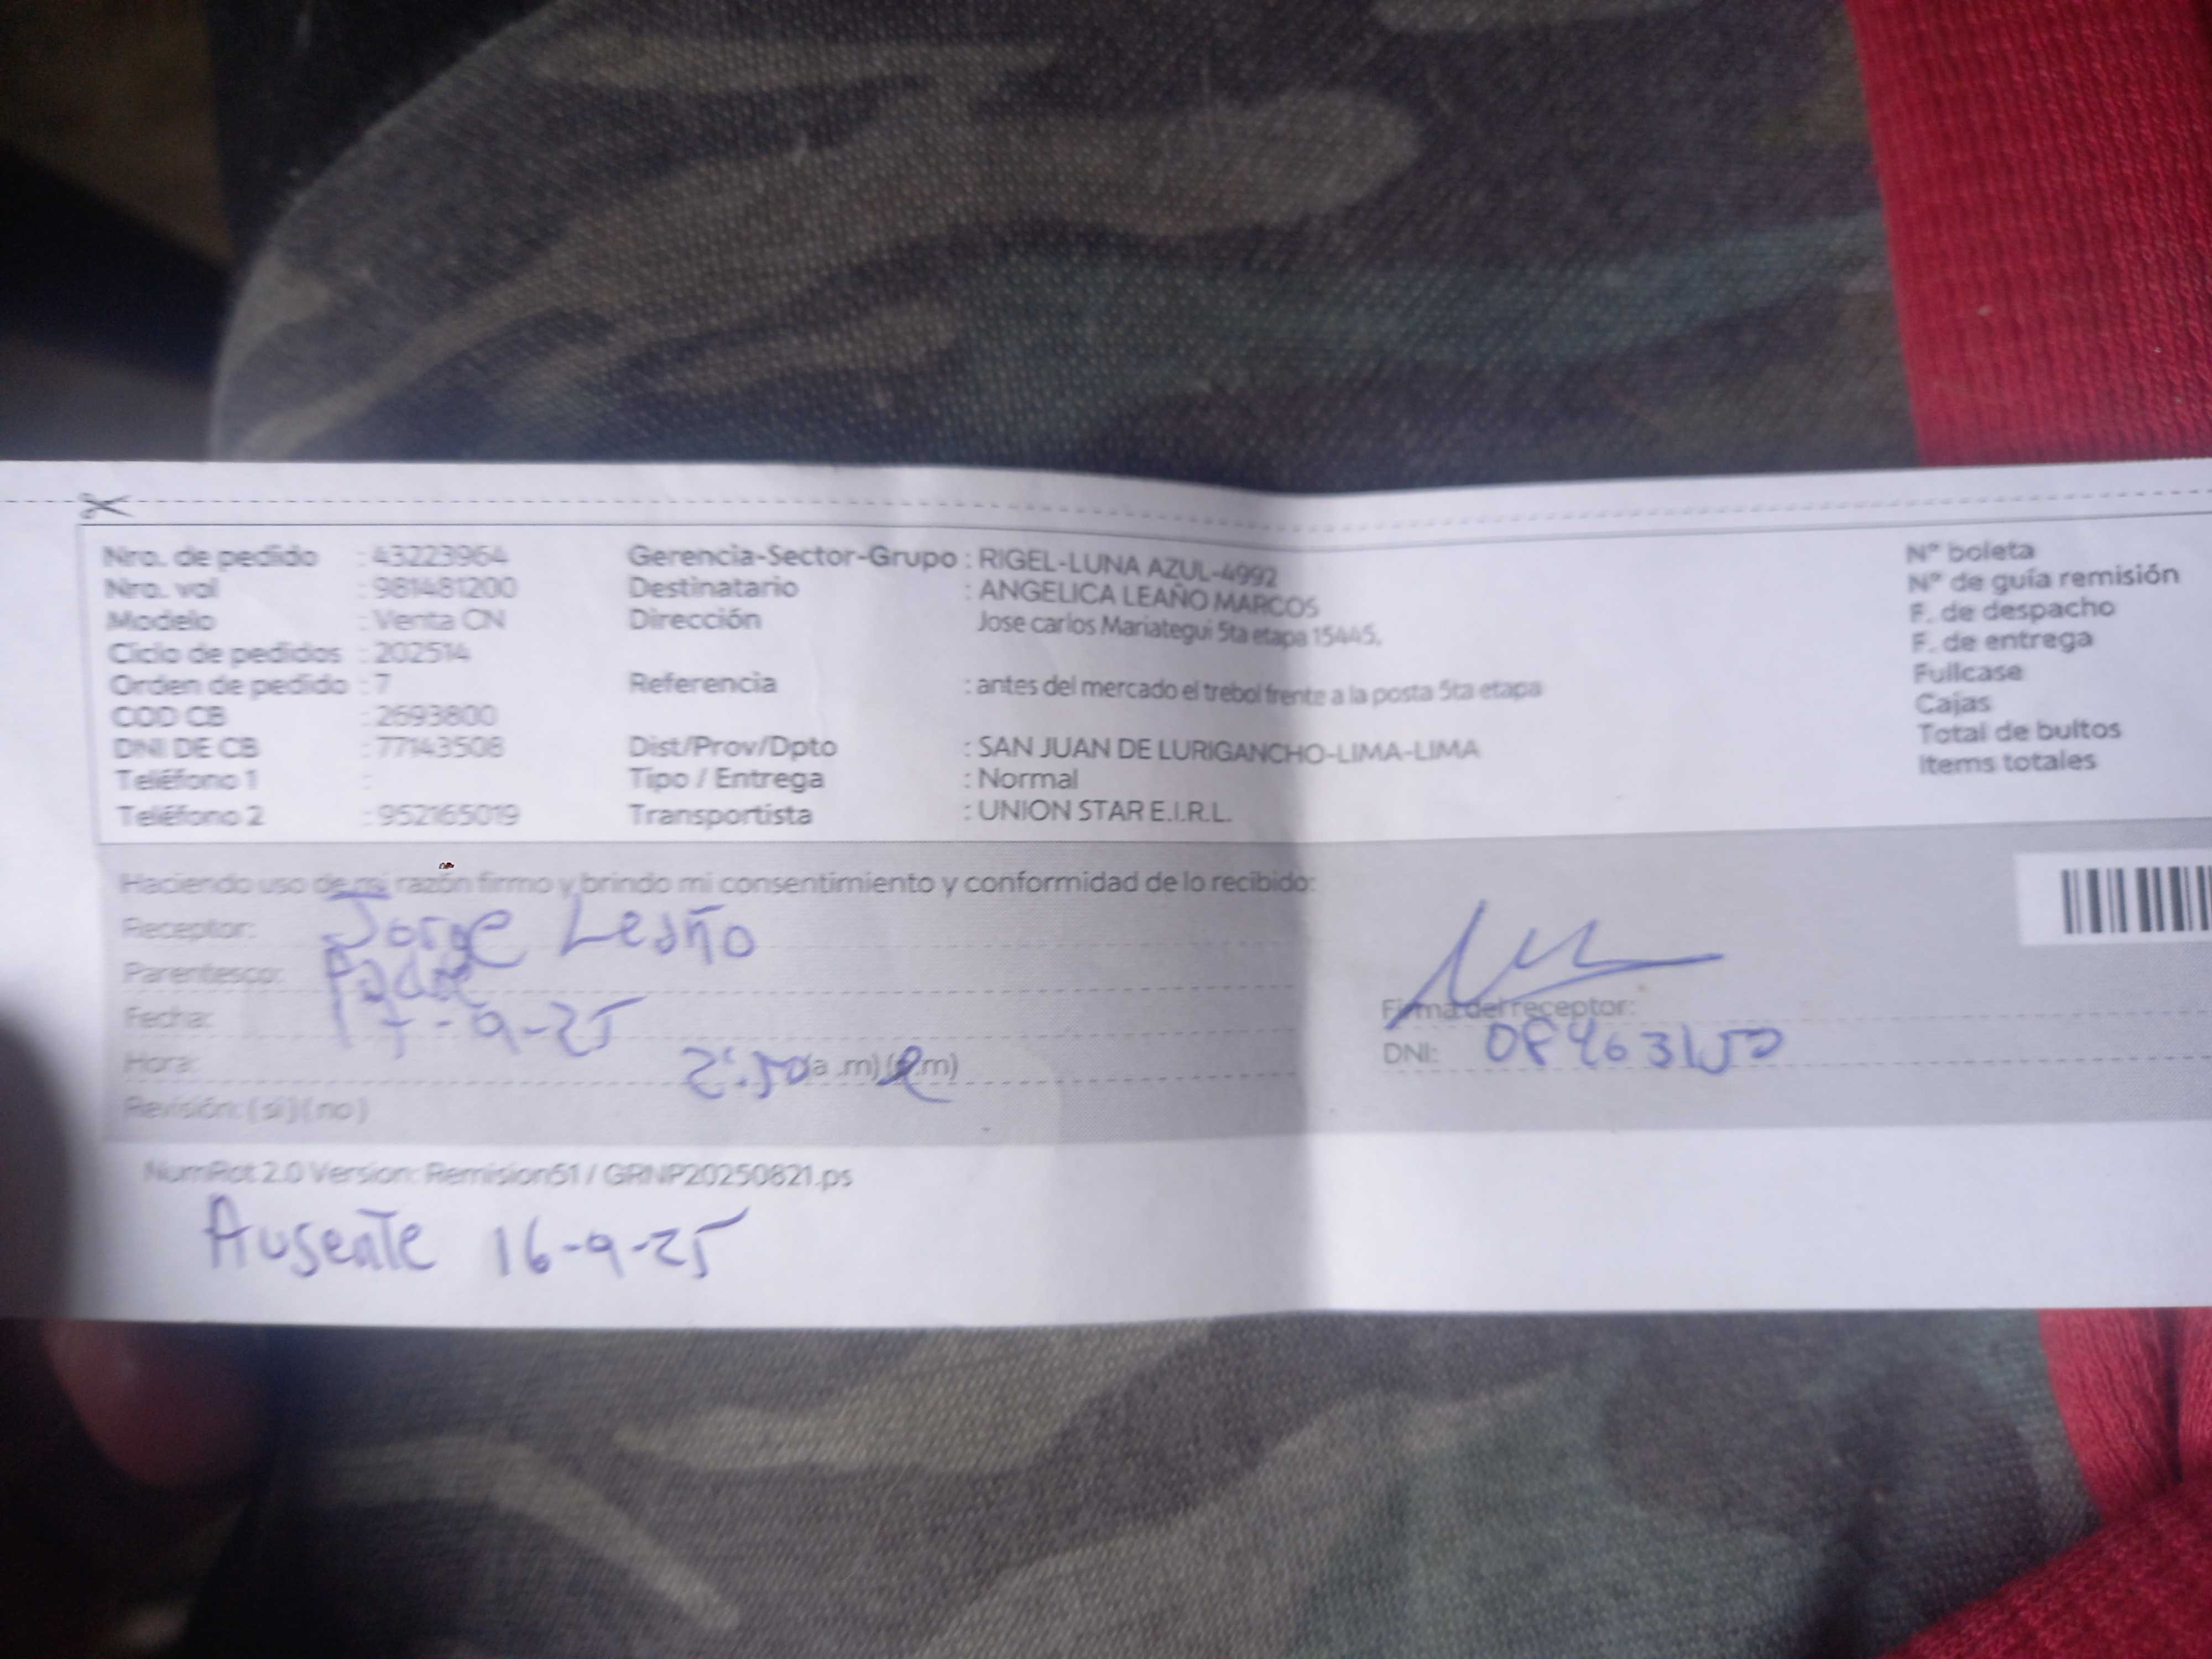 Nro. de pedido : 43223964 Gerencia-Sector-Grupo : RIGEL-LUNA AZUL-4992 N° boleta
Nro. val : 981481200 Destinatario : ANGELICA LEAÑO MARCOS N° de guía remisión
Modelo : Venta CN Dirección Jose carlos Mariategui 5ta etapa 15445, F. de despacho
Ciclo de pedidos : 202514 F. de entrega
Orden de pedido : 7 Referencia : antes del mercado el trebol frente a la posta 5ta etapa Fullcase
COD CB : 2693800 Cajas
DNI DE CB : 77143508 Dist/Prov/Dpto : SAN JUAN DE LURIGANCHO-LIMA-LIMA Total de bultos
Teléfono 1 : Tipo / Entrega : Normal Items totales
Teléfono 2 : 952165019 Transportista : UNION STAR E.I.R.L.
Haciendo uso de mi razón firmo y brindo mi consentimiento y conformidad de lo recibido:
Receptor: Jorge Leaño
Parentesco: Padre
Fecha: 17-9-25 Firma del receptor:
Hora: 2:50 (a.m) (p.m) DNI:
Revisión: (si) (no)
NumRot 2.0 Version: Remision51 / GRNP20250821.ps
Ausente 16-9-25